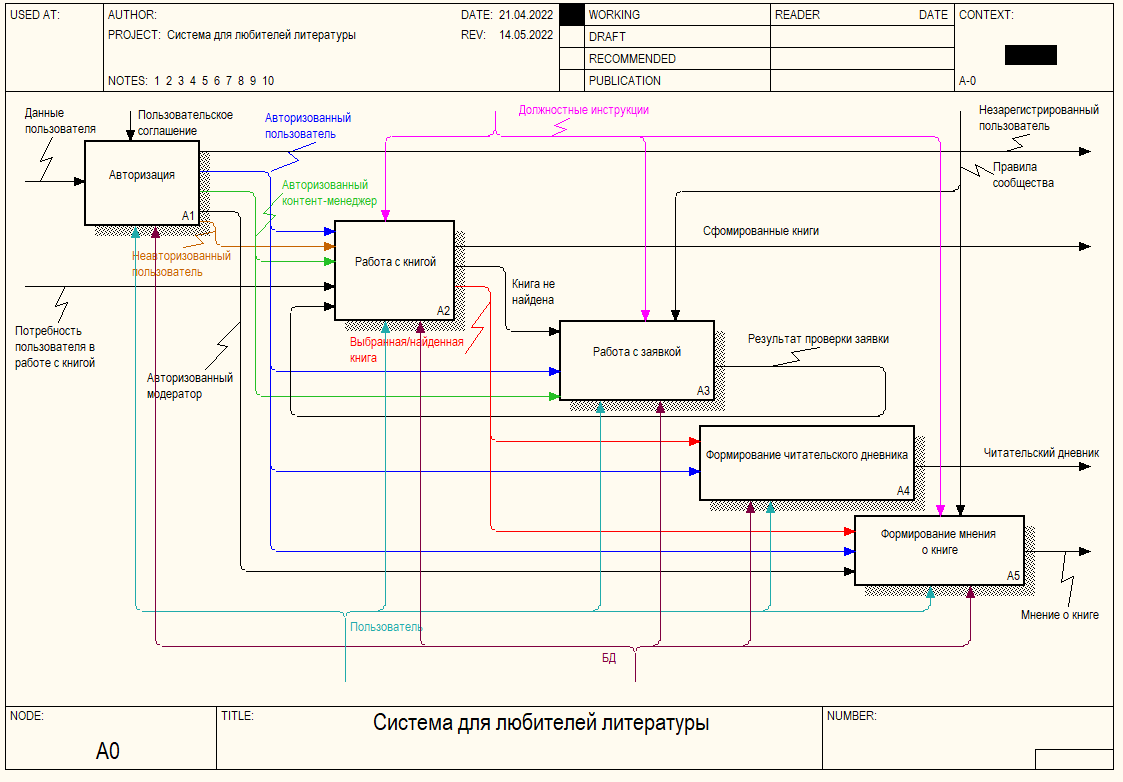 USED AT:
AUTHOR:
DATE: 21.04.2022
PROJECT: Система для любителей литературы
REV: 14.05.2022
NOTES: 1 2 3 4 5 6 7 8 9 10
WORKING
DRAFT
RECOMMENDED
PUBLICATION
READER
DATE
CONTEXT:
A-0
Данные
пользователя
Пользовательское
соглашение
Авторизованный
пользователь
Должностные инструкции
Незарегистрированный
пользователь
Правила
сообщества
Авторизация
A1
Авторизованный
контент-менеджер
Неавторизованный
пользователь
Работа с книгой
A2
Сфомированные книги
Книга не
найдена
Потребность
пользователя в
работе с книгой
Выбранная/найденная
книга
Авторизованный
модератор
Работа с заявкой
A3
Результат проверки заявки
Формирование читательского дневника
A4
Читательский дневник
Формирование мнения
о книге
A5
Мнение о книге
Пользователь
БД
NODE:
A0
TITLE:
Система для любителей литературы
NUMBER: